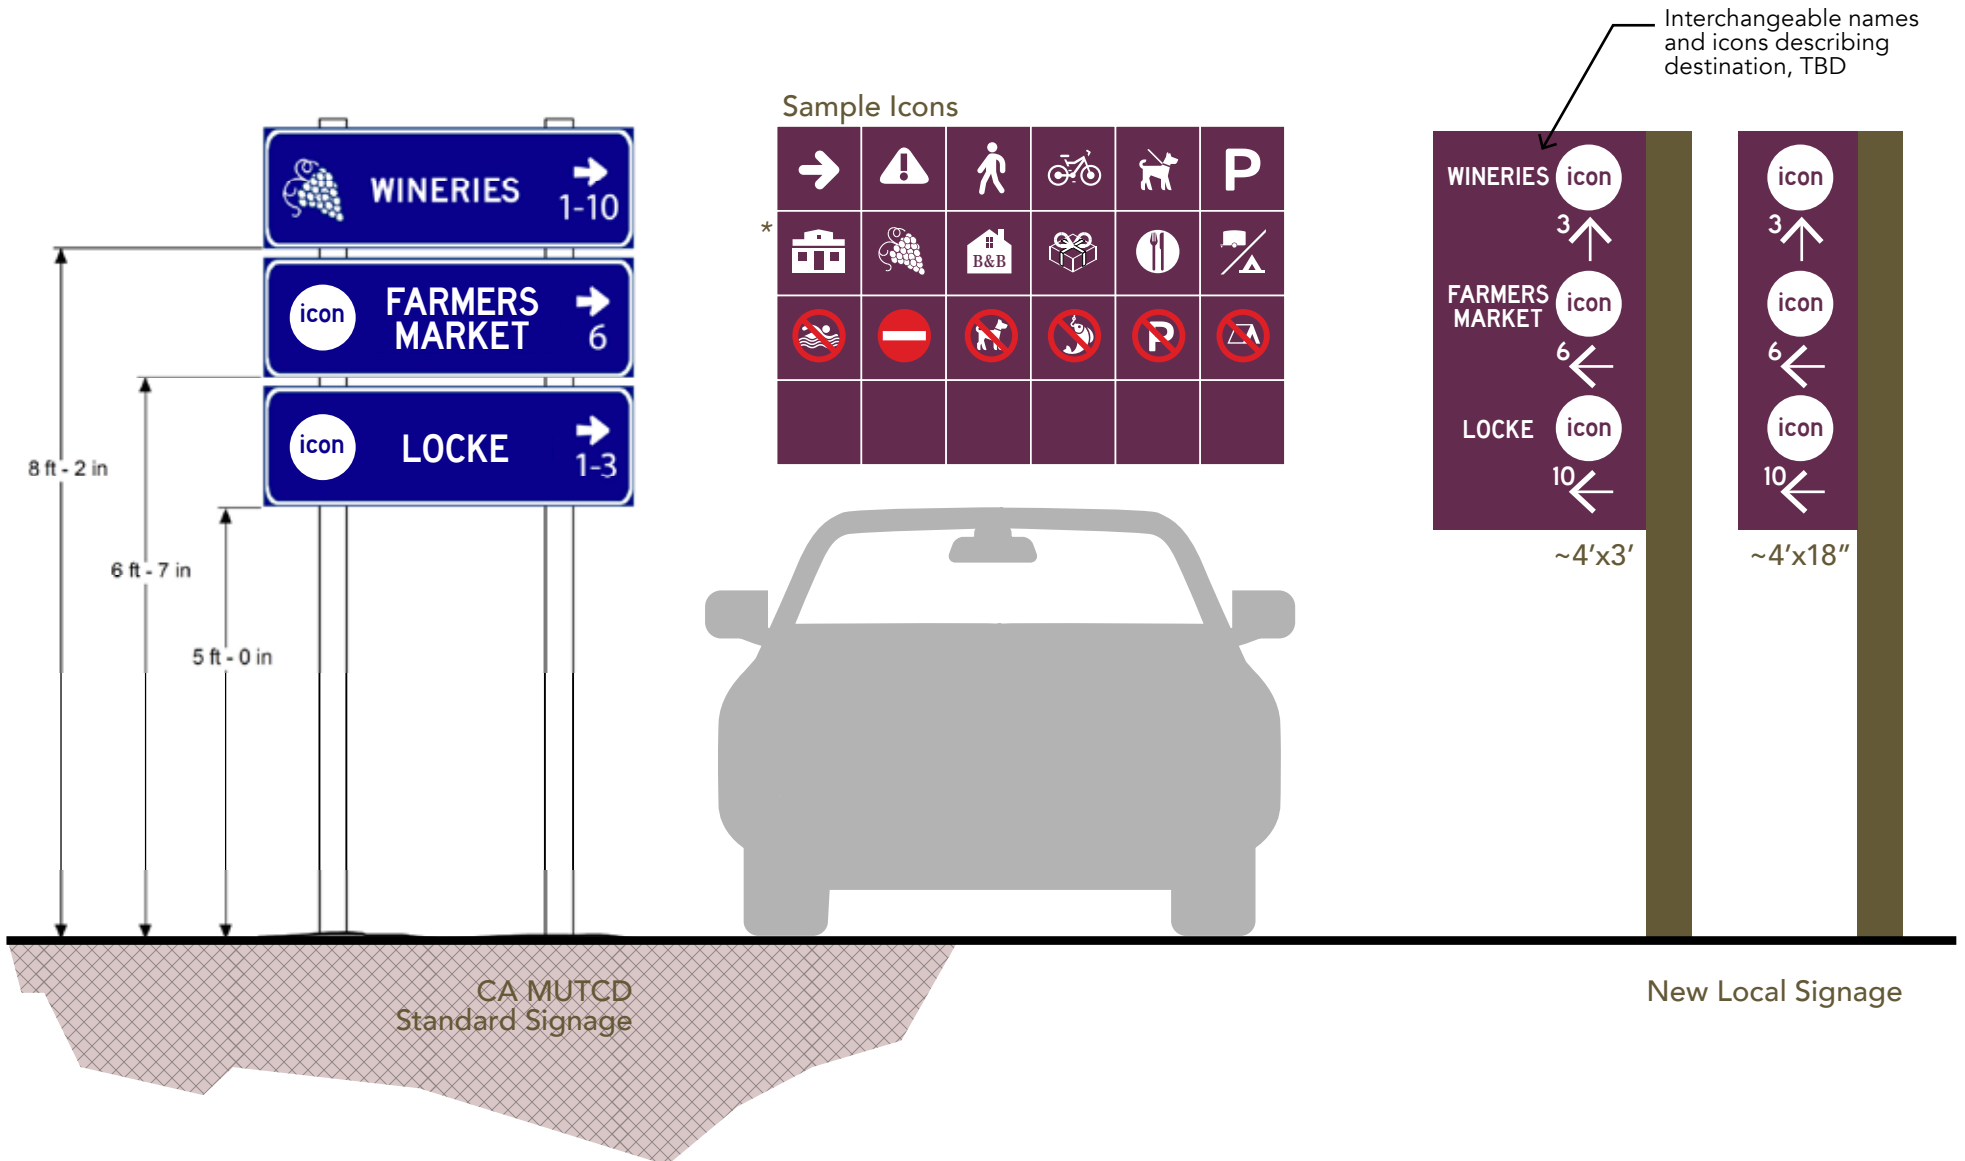 Interchangeable names
and icons describing
destination, TBD
Sample Icons
WINERIES
1-10
icon
FARMERS
MARKET
6
icon
LOCKE
1-3
8 ft - 2 in
6 ft - 7 in
5 ft - 0 in
P
*
B&B
P
WINERIES
icon
3
FARMERS
MARKET
icon
6
LOCKE
icon
10
~4'x3'
icon
3
icon
6
icon
10
~4'x18"
CA MUTCD
Standard Signage
New Local Signage